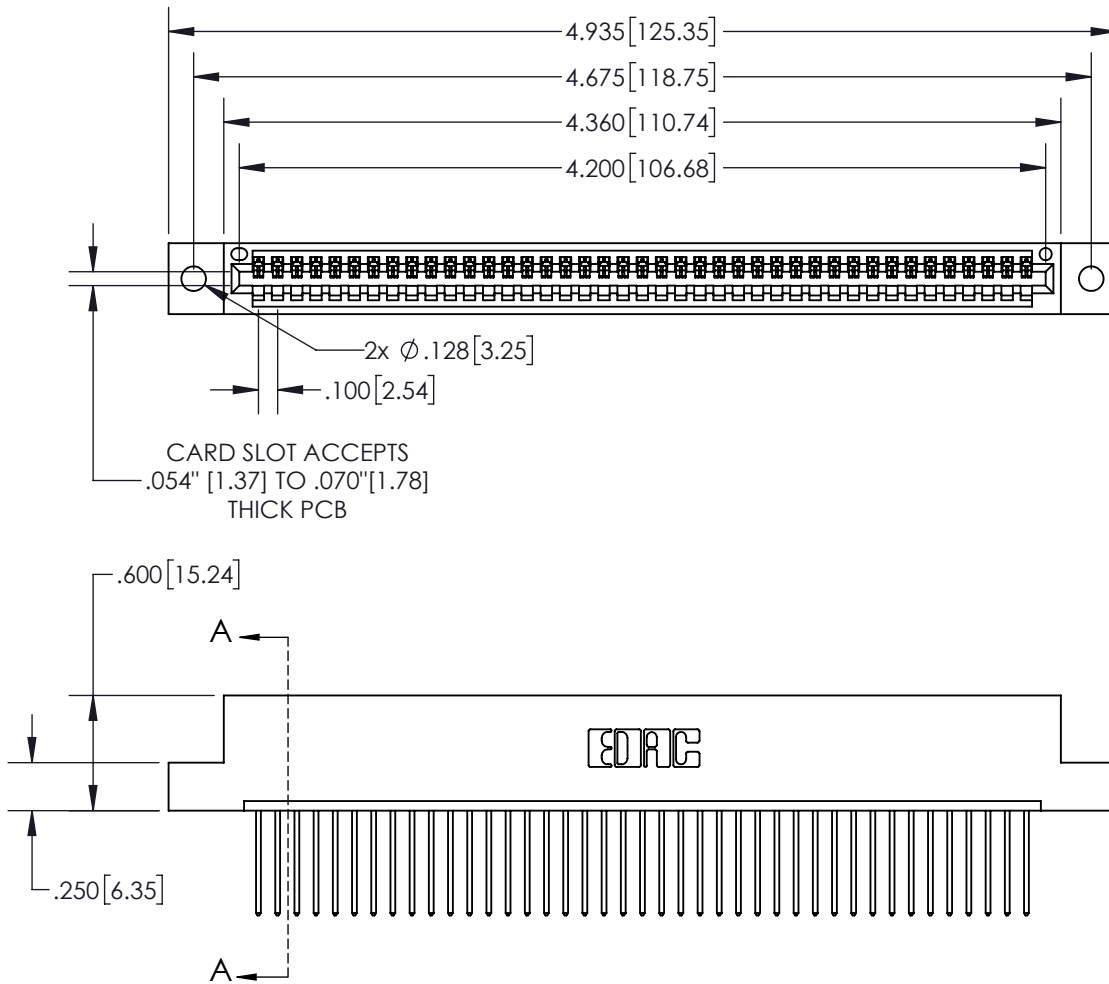 4.935[125.35]
4.675[118.75]
4.360[110.74]
4.200[106.68]
2x Ø.128[3.25]
.100[2.54]
CARD SLOT ACCEPTS
.054" [1.37] TO .070"[1.78]
THICK PCB
.600[15.24]
A
EDAC
.250[6.35]
A